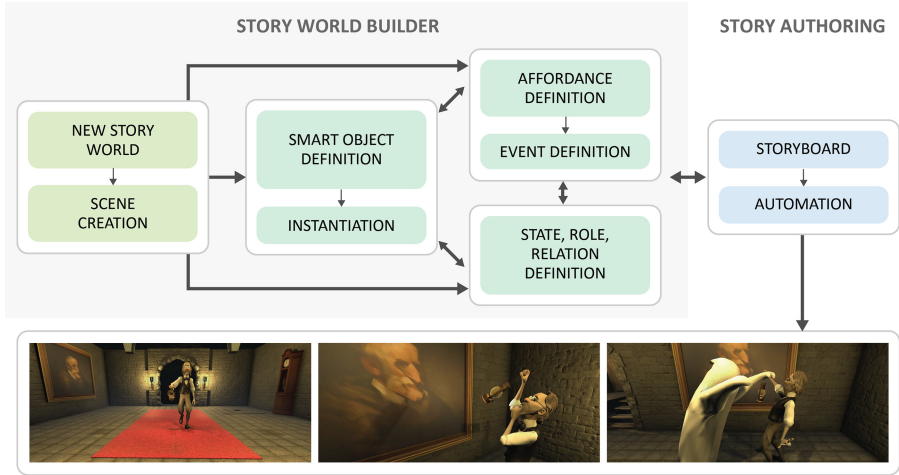 STORY WORLD BUILDER
STORY AUTHORING
NEW STORY
WORLD
SCENE
CREATION
SMART OBJECT
DEFINITION
INSTANTIATION
AFFORDANCE
DEFINITION
EVENT DEFINITION
STATE, ROLE,
RELATION
DEFINITION
STORYBOARD
AUTOMATION